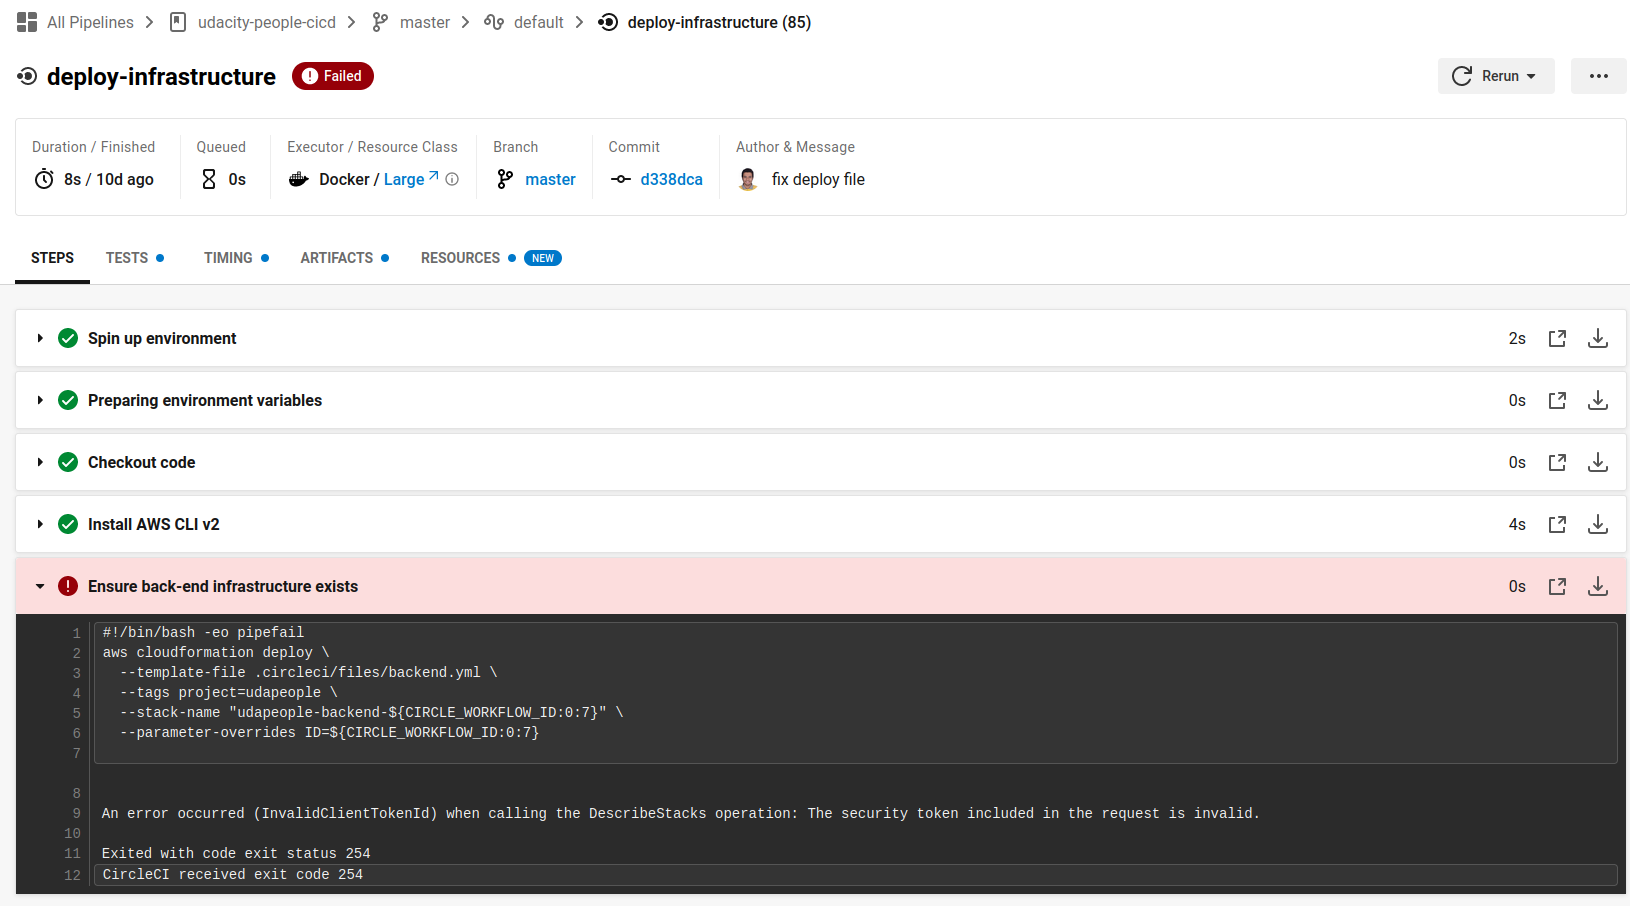 All Pipelines udacity-people-cicd master default deploy-infrastructure (85)
deploy-infrastructure Failed Rerun
Duration / Finished Queued Executor / Resource Class Branch Commit Author & Message
8s / 10d ago 0s Docker / Large master d338dca fix deploy file
STEPS TESTS TIMING ARTIFACTS RESOURCES NEW
Spin up environment 2s
Preparing environment variables 0s
Checkout code 0s
Install AWS CLI v2 4s
Ensure back-end infrastructure exists 0s
1 #!/bin/bash -eo pipefail
2 aws cloudformation deploy \
3 --template-file .circleci/files/backend.yml \
4 --tags project=udapeople \
5 --stack-name "udapeople-backend-${CIRCLE_WORKFLOW_ID:0:7}" \
6 --parameter-overrides ID=${CIRCLE_WORKFLOW_ID:0:7}
7
8
9 An error occurred (InvalidClientTokenId) when calling the DescribeStacks operation: The security token included in the request is invalid.
10
11 Exited with code exit status 254
12 CircleCI received exit code 254